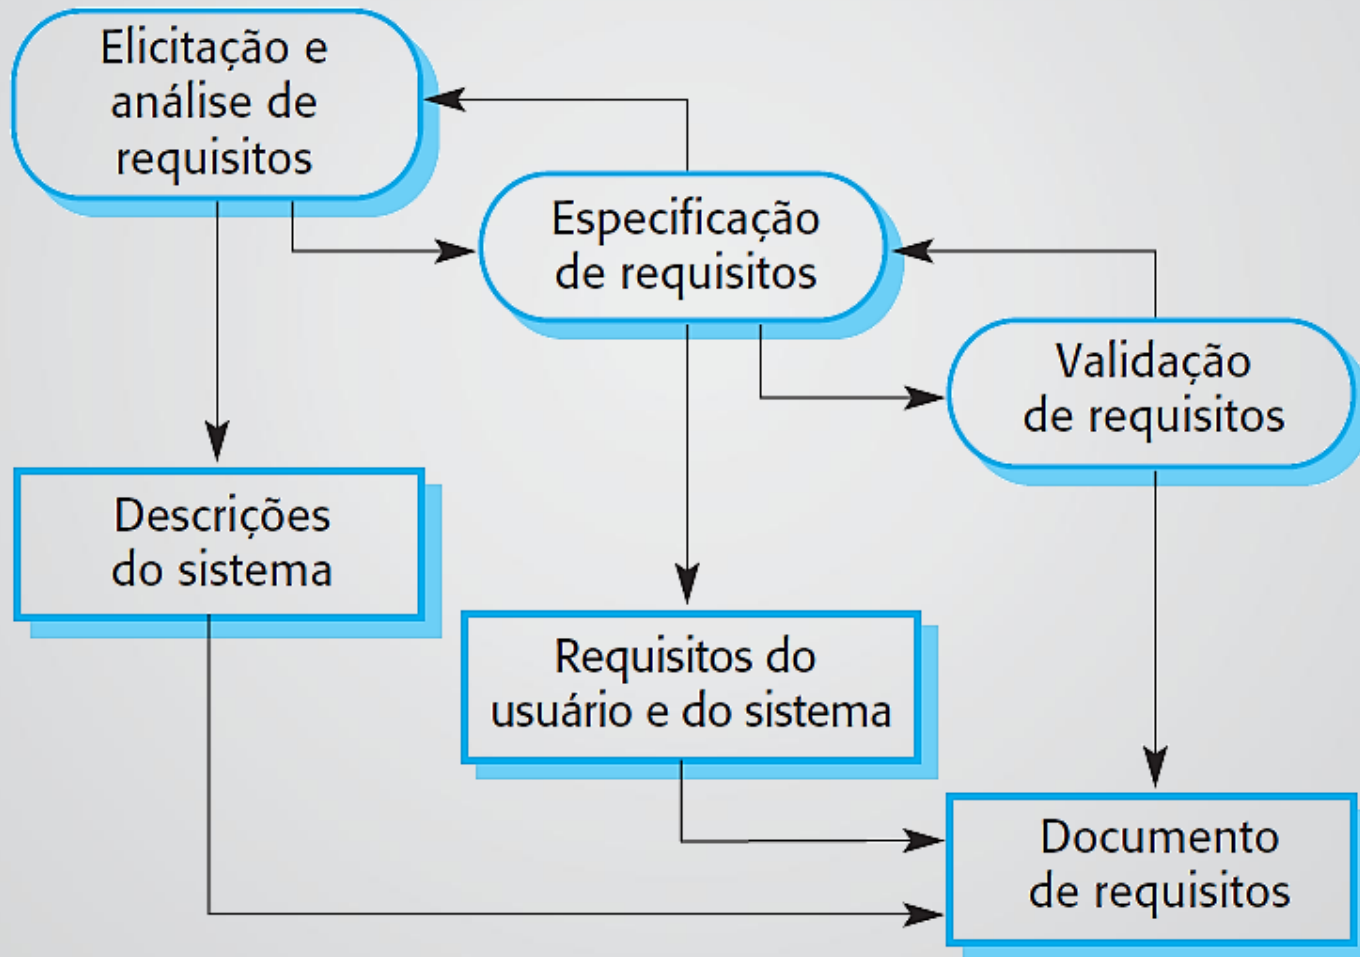 Elicitação e
análise de
requisitos
Especificação
de requisitos
Validação
de requisitos
Descrições
do sistema
Requisitos do
usuário e do sistema
Documento
de requisitos